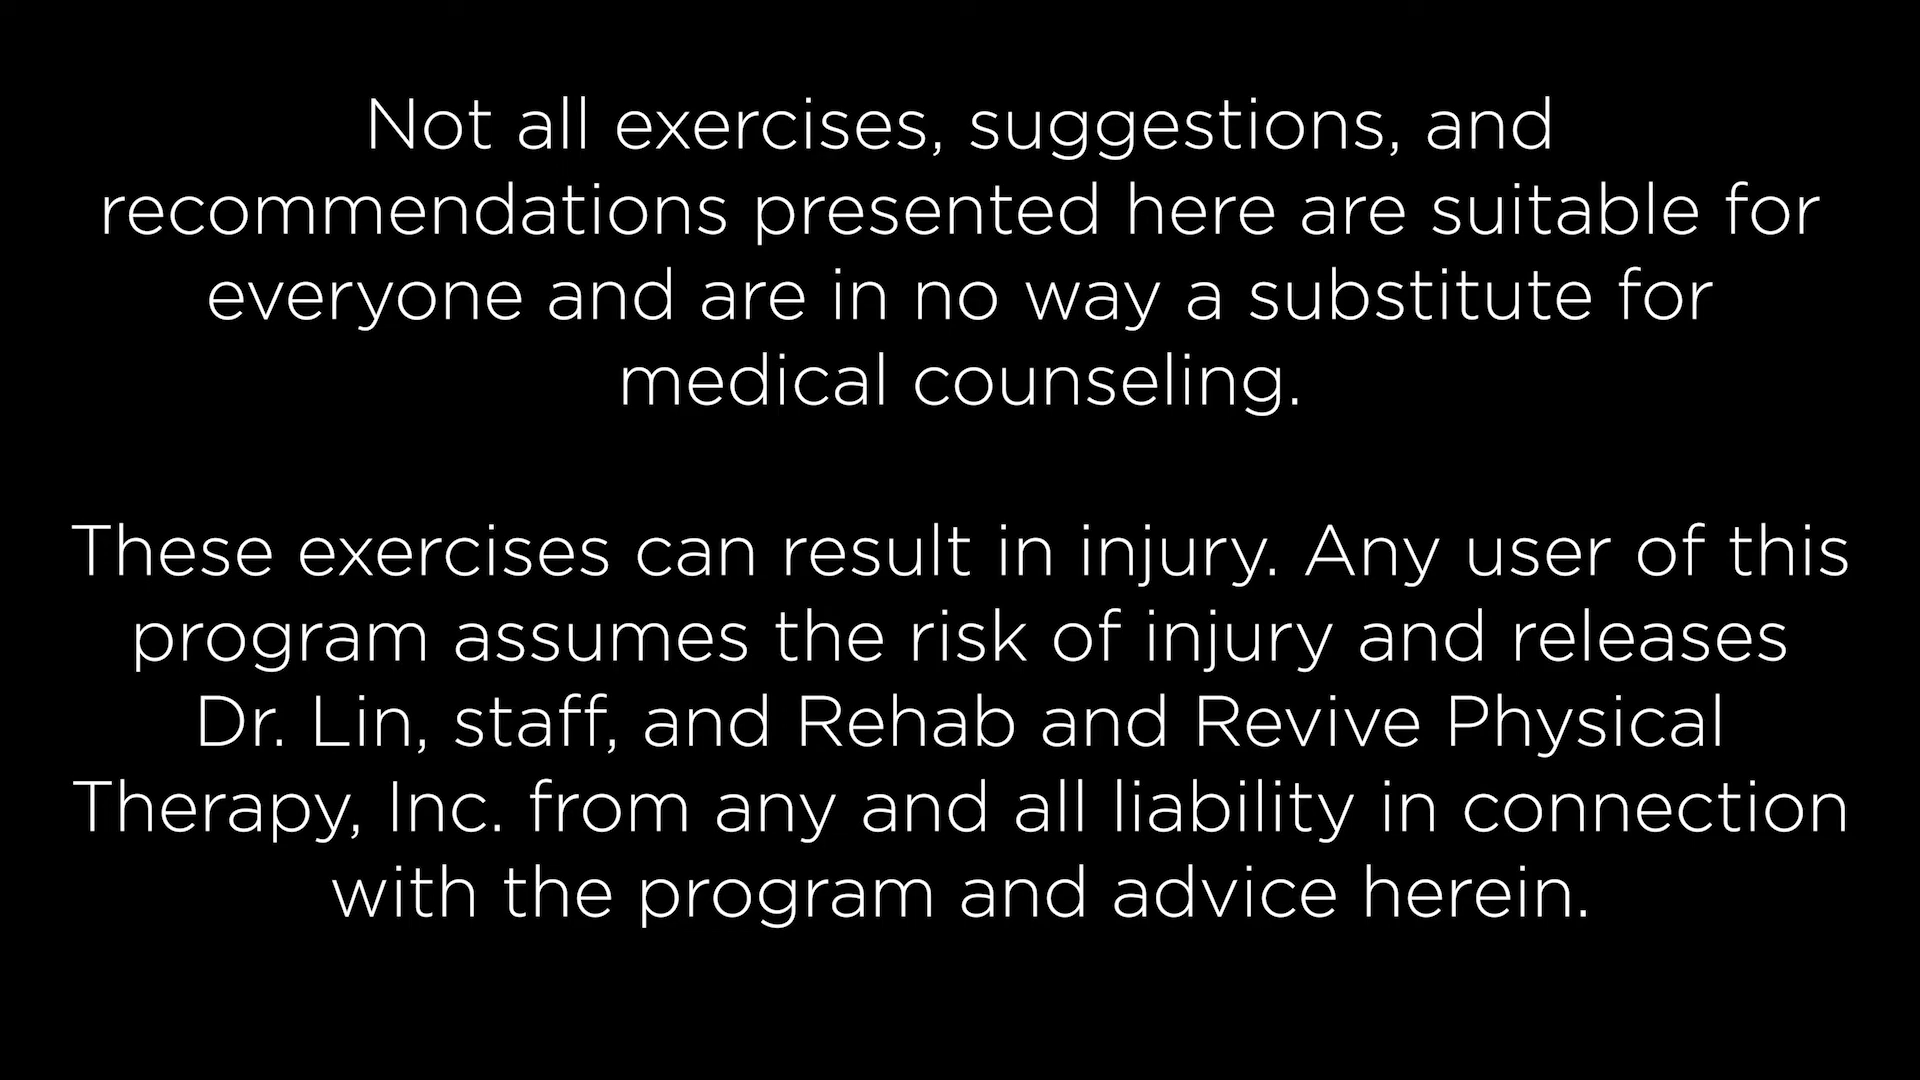 Not all exercises, suggestions, and
recommendations presented here are suitable for
everyone and are in no way a substitute for
medical counseling.
These exercises can result in injury. Any user of this
program assumes the risk of injury and releases
Dr. Lin, staff, and Rehab and Revive Physical
Therapy, Inc. from any and all liability in connection
with the program and advice herein.